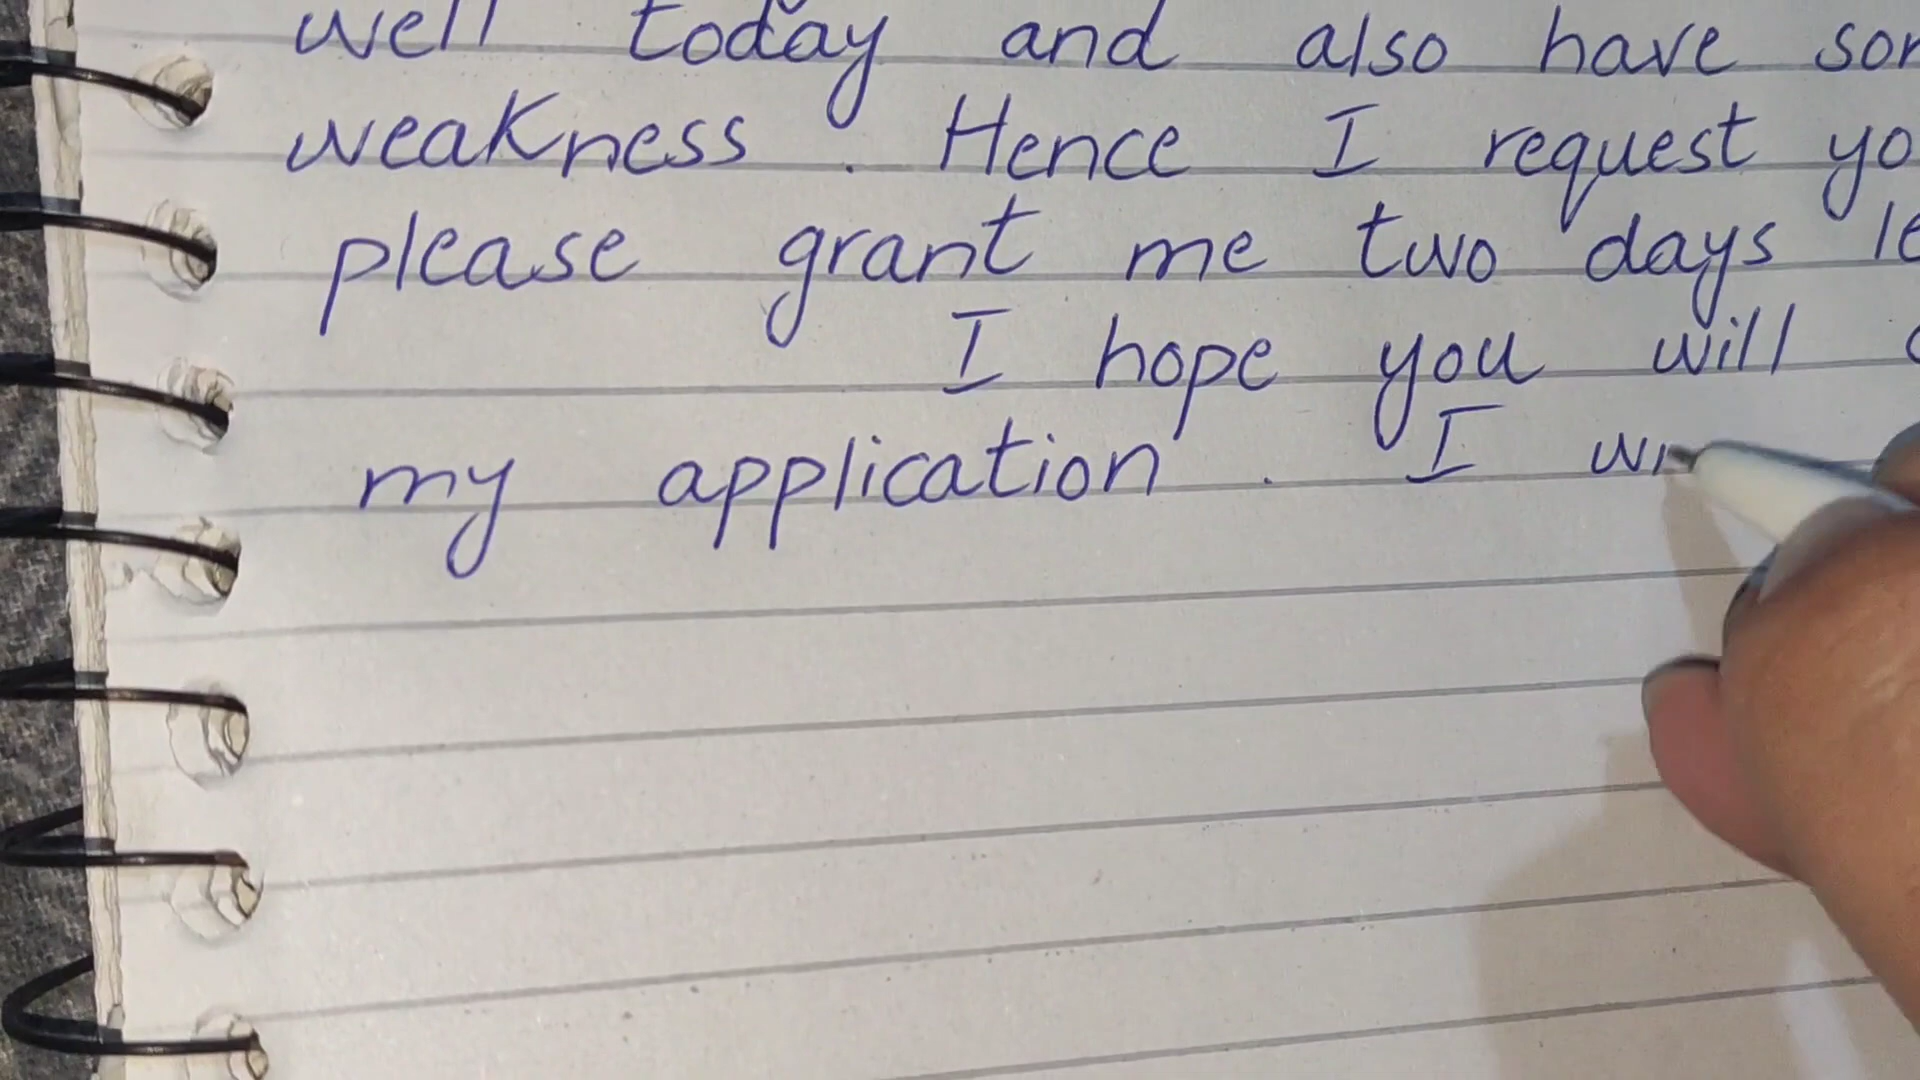 well today and also have
weakness. Hence I request
please grant me two days
I hope you will
my application. I